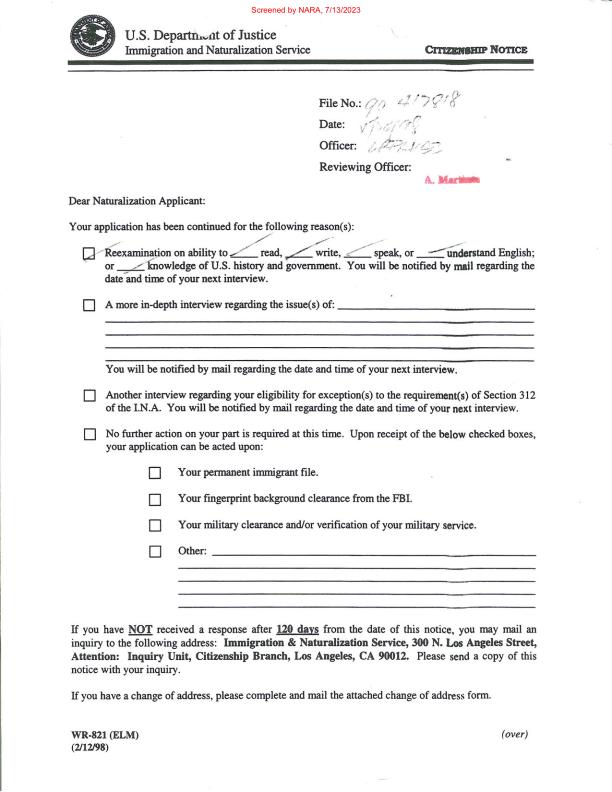 Screened by NARA, 7/13/2023
U.S. Department of Justice
Immigration and Naturalization Service
CITIZENSHIP NOTICE
File No.: 90 417818
Date:
Officer:
Reviewing Officer:
A. Martinez
Dear Naturalization Applicant:
Your application has been continued for the following reason(s):
Reexamination on ability to ____ read, ____ write, ____ speak, or ____ understand English;
or ____ knowledge of U.S. history and government. You will be notified by mail regarding the
date and time of your next interview.
A more in-depth interview regarding the issue(s) of:
You will be notified by mail regarding the date and time of your next interview.
Another interview regarding your eligibility for exception(s) to the requirement(s) of Section 312
of the I.N.A. You will be notified by mail regarding the date and time of your next interview.
No further action on your part is required at this time. Upon receipt of the below checked boxes,
your application can be acted upon:
Your permanent immigrant file.
Your fingerprint background clearance from the FBI.
Your military clearance and/or verification of your military service.
Other:
If you have NOT received a response after 120 days from the date of this notice, you may mail an
inquiry to the following address: Immigration & Naturalization Service, 300 N. Los Angeles Street,
Attention: Inquiry Unit, Citizenship Branch, Los Angeles, CA 90012. Please send a copy of this
notice with your inquiry.
If you have a change of address, please complete and mail the attached change of address form.
WR-821 (ELM)
(over)
(2/12/98)